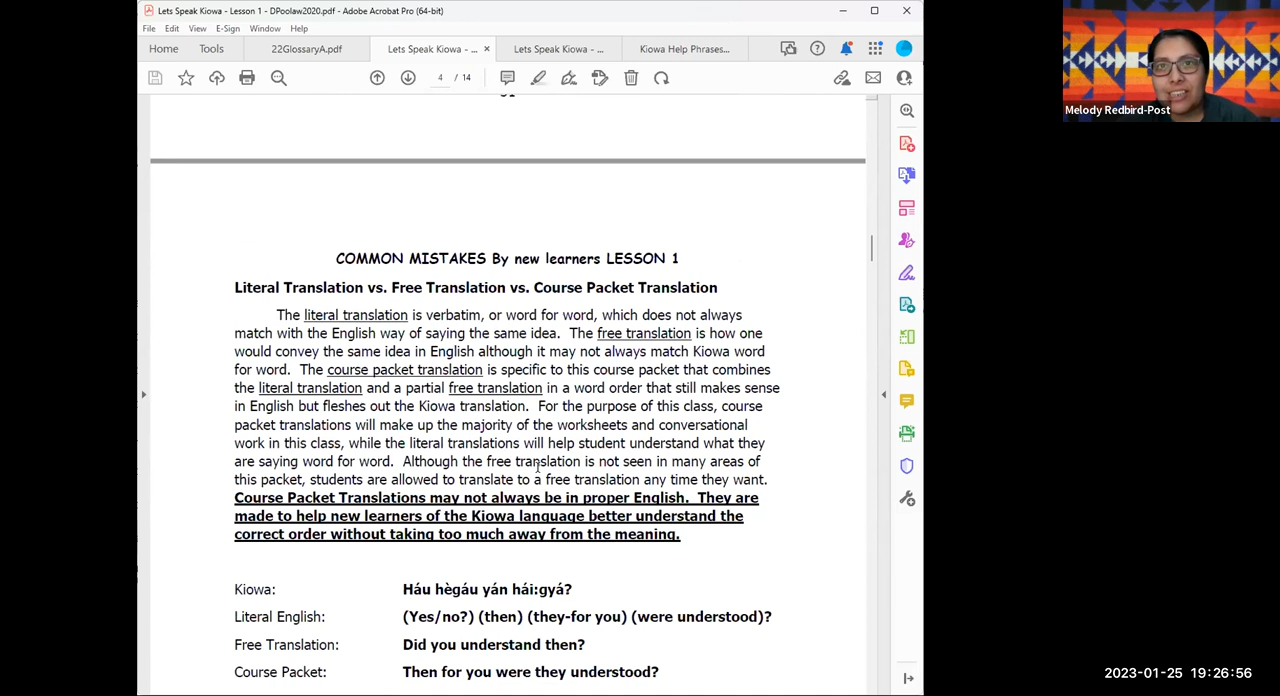 Lets Speak Kiowa - Lesson 1 - DPoolaw2020.pdf - Adobe Acrobat Pro (64-bit)
File Edit View E-Sign Window Help
Home Tools 22GlossaryA.pdf Lets Speak Kiowa - ... × Lets Speak Kiowa - ... Kiowa Help Phrases...
4 / 14
Melody Redbird-Post
COMMON MISTAKES By new learners LESSON 1
Literal Translation vs. Free Translation vs. Course Packet Translation
The literal translation is verbatim, or word for word, which does not always
match with the English way of saying the same idea. The free translation is how one
would convey the same idea in English although it may not always match Kiowa word
for word. The course packet translation is specific to this course packet that combines
the literal translation and a partial free translation in a word order that still makes sense
in English but fleshes out the Kiowa translation. For the purpose of this class, course
packet translations will make up the majority of the worksheets and conversational
work in this class, while the literal translations will help student understand what they
are saying word for word. Although the free translation is not seen in many areas of
this packet, students are allowed to translate to a free translation any time they want.
Course Packet Translations may not always be in proper English. They are
made to help new learners of the Kiowa language better understand the
correct order without taking too much away from the meaning.
Kiowa: Háu hègáu yán hái:gyá?
Literal English: (Yes/no?) (then) (they-for you) (were understood)?
Free Translation: Did you understand then?
Course Packet: Then for you were they understood?
2023-01-25 19:26:56